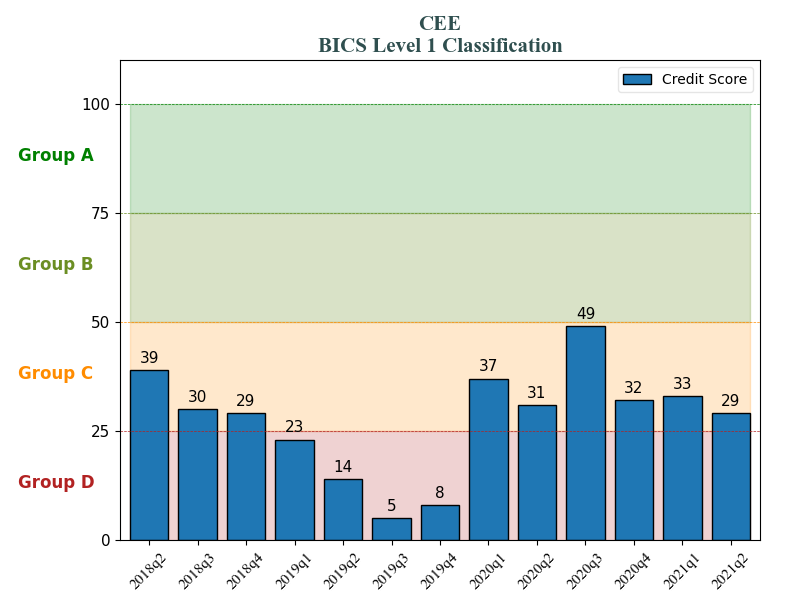 CEE
BICS Level 1 Classification
Credit Score
100
Group A
75
Group B
50
49
39
Group C
37
33
32
31
30
29
29
25
23
14
Group D
8
5
0
2018q2
2018q3
2018q4
2019q1
2019q2
2019q3
2019q4
2020q1
2020q2
2020q3
2020q4
2021q1
2021q2